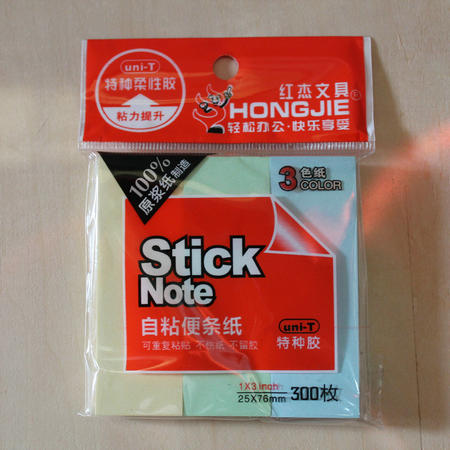 uni-T
特种柔性胶
粘力提升
红杰文具
HONGJIE®
轻松办公·快乐享受
100%
原浆纸制造
3色纸
COLOR
Stick
Note
自粘便条纸
可重复粘贴 不伤纸 不留胶
uni-T
特种胶
1X3 inch
25X76mm
300枚